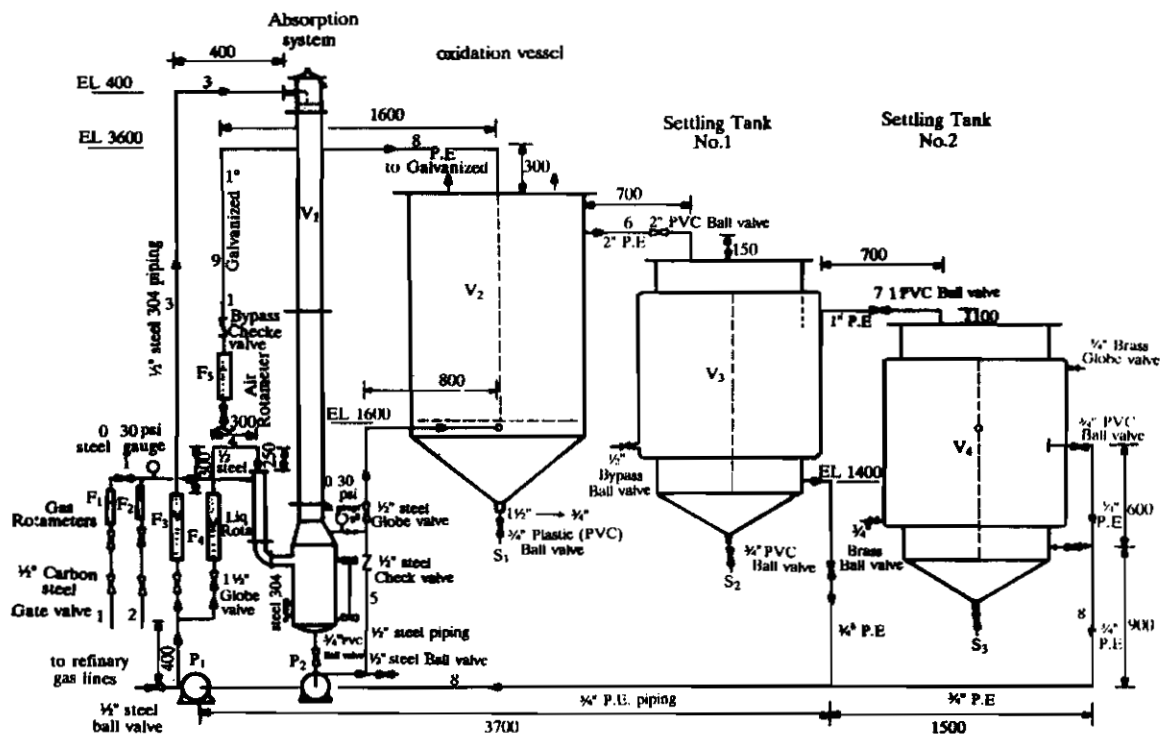 Absorption
system
oxidation vessel
400
EL 400
3
EL 3600
1600
8
P.E
to Galvanized
300
Settling Tank
No.1
Settling Tank
No.2
700
6
2" PVC Ball valve
2" P.E
150
700
7
PVC Ball valve
1" P.E
1100
1"
Galvanized
9
V1
V2
V3
V4
½" steel 304 piping
3
1
Bypass
Checke
valve
F5
Air
Rotameter
300
800
EL 1600
¾" Brass
Globe valve
¾" PVC
Ball valve
0 30 psi
steel gauge
1
300
½
steel
250
F1
F2
F3
F4
Gas
Rotameters
Liq
Rota
0 30
psi
½" steel
Globe valve
½" steel
Check valve
Z
1½" → ¾"
¾" Plastic (PVC)
Ball valve
S1
½"
Bypass
Ball valve
EL 1400
¾" PVC
Ball valve
S2
¾"
Brass
Ball valve
S3
600
¾"
P.E
900
8
¾"
P.E
½" Carbon
steel
Gate valve
1
2
1½"
Globe
valve
steel 304
5
¾" PVC
Ball valve
½" steel piping
½" steel Ball valve
¾" P.E
400
to refinary
gas lines
P1
P2
8
½" steel
ball valve
¾" P.E. piping
¾" P.E
3700
1500